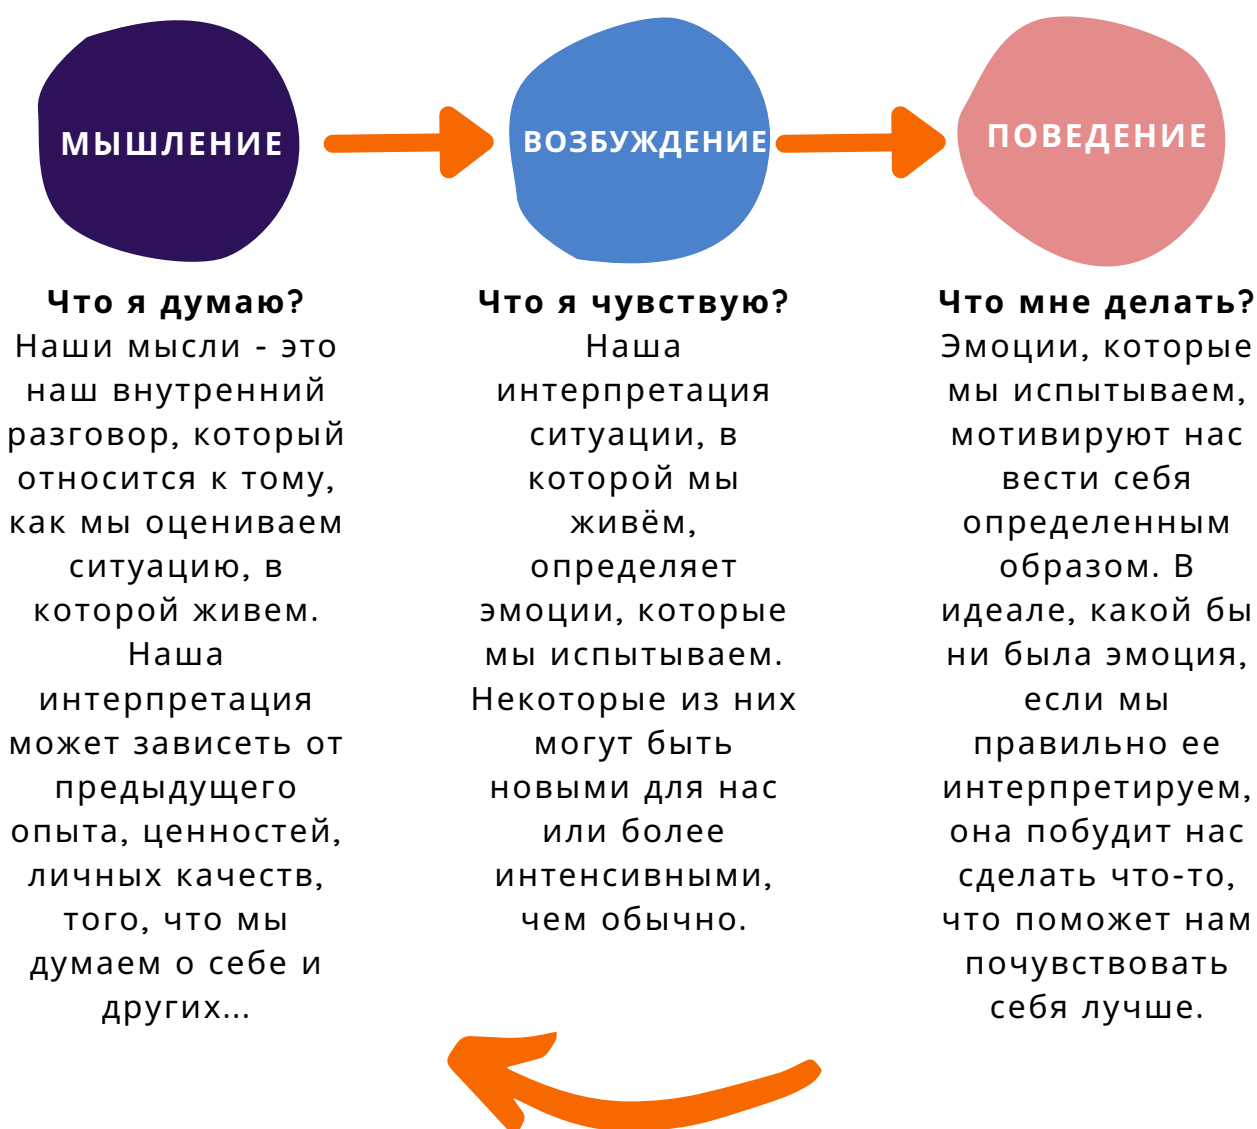 МЫШЛЕНИЕ
ВОЗБУЖДЕНИЕ
ПОВЕДЕНИЕ
Что я думаю?
Наши мысли - это
наш внутренний
разговор, который
относится к тому,
как мы оцениваем
ситуацию, в
которой живем.
Наша
интерпретация
может зависеть от
предыдущего
опыта, ценностей,
личных качеств,
того, что мы
думаем о себе и
других...
Что я чувствую?
Наша
интерпретация
ситуации, в
которой мы
живём,
определяет
эмоции, которые
мы испытываем.
Некоторые из них
могут быть
новыми для нас
или более
интенсивными,
чем обычно.
Что мне делать?
Эмоции, которые
мы испытываем,
мотивируют нас
вести себя
определенным
образом. В
идеале, какой бы
ни была эмоция,
если мы
правильно ее
интерпретируем,
она побудит нас
сделать что-то,
что поможет нам
почувствовать
себя лучше.